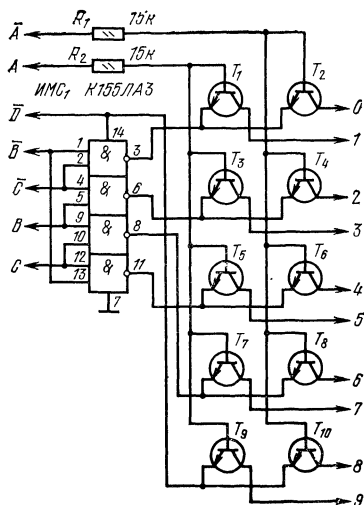 Ā R₁ 15к
A R₂ 15к
ИМС₁ К155ЛА3
T₁ T₂
0
1
D̄
14
B̄ 1 & 3
2
C̄ 4 & 6
5
B 9 & 8
10
C 12 & 11
13
7
T₃ T₄
2
3
T₅ T₆
4
5
T₇ T₈
6
7
T₉ T₁₀
8
9